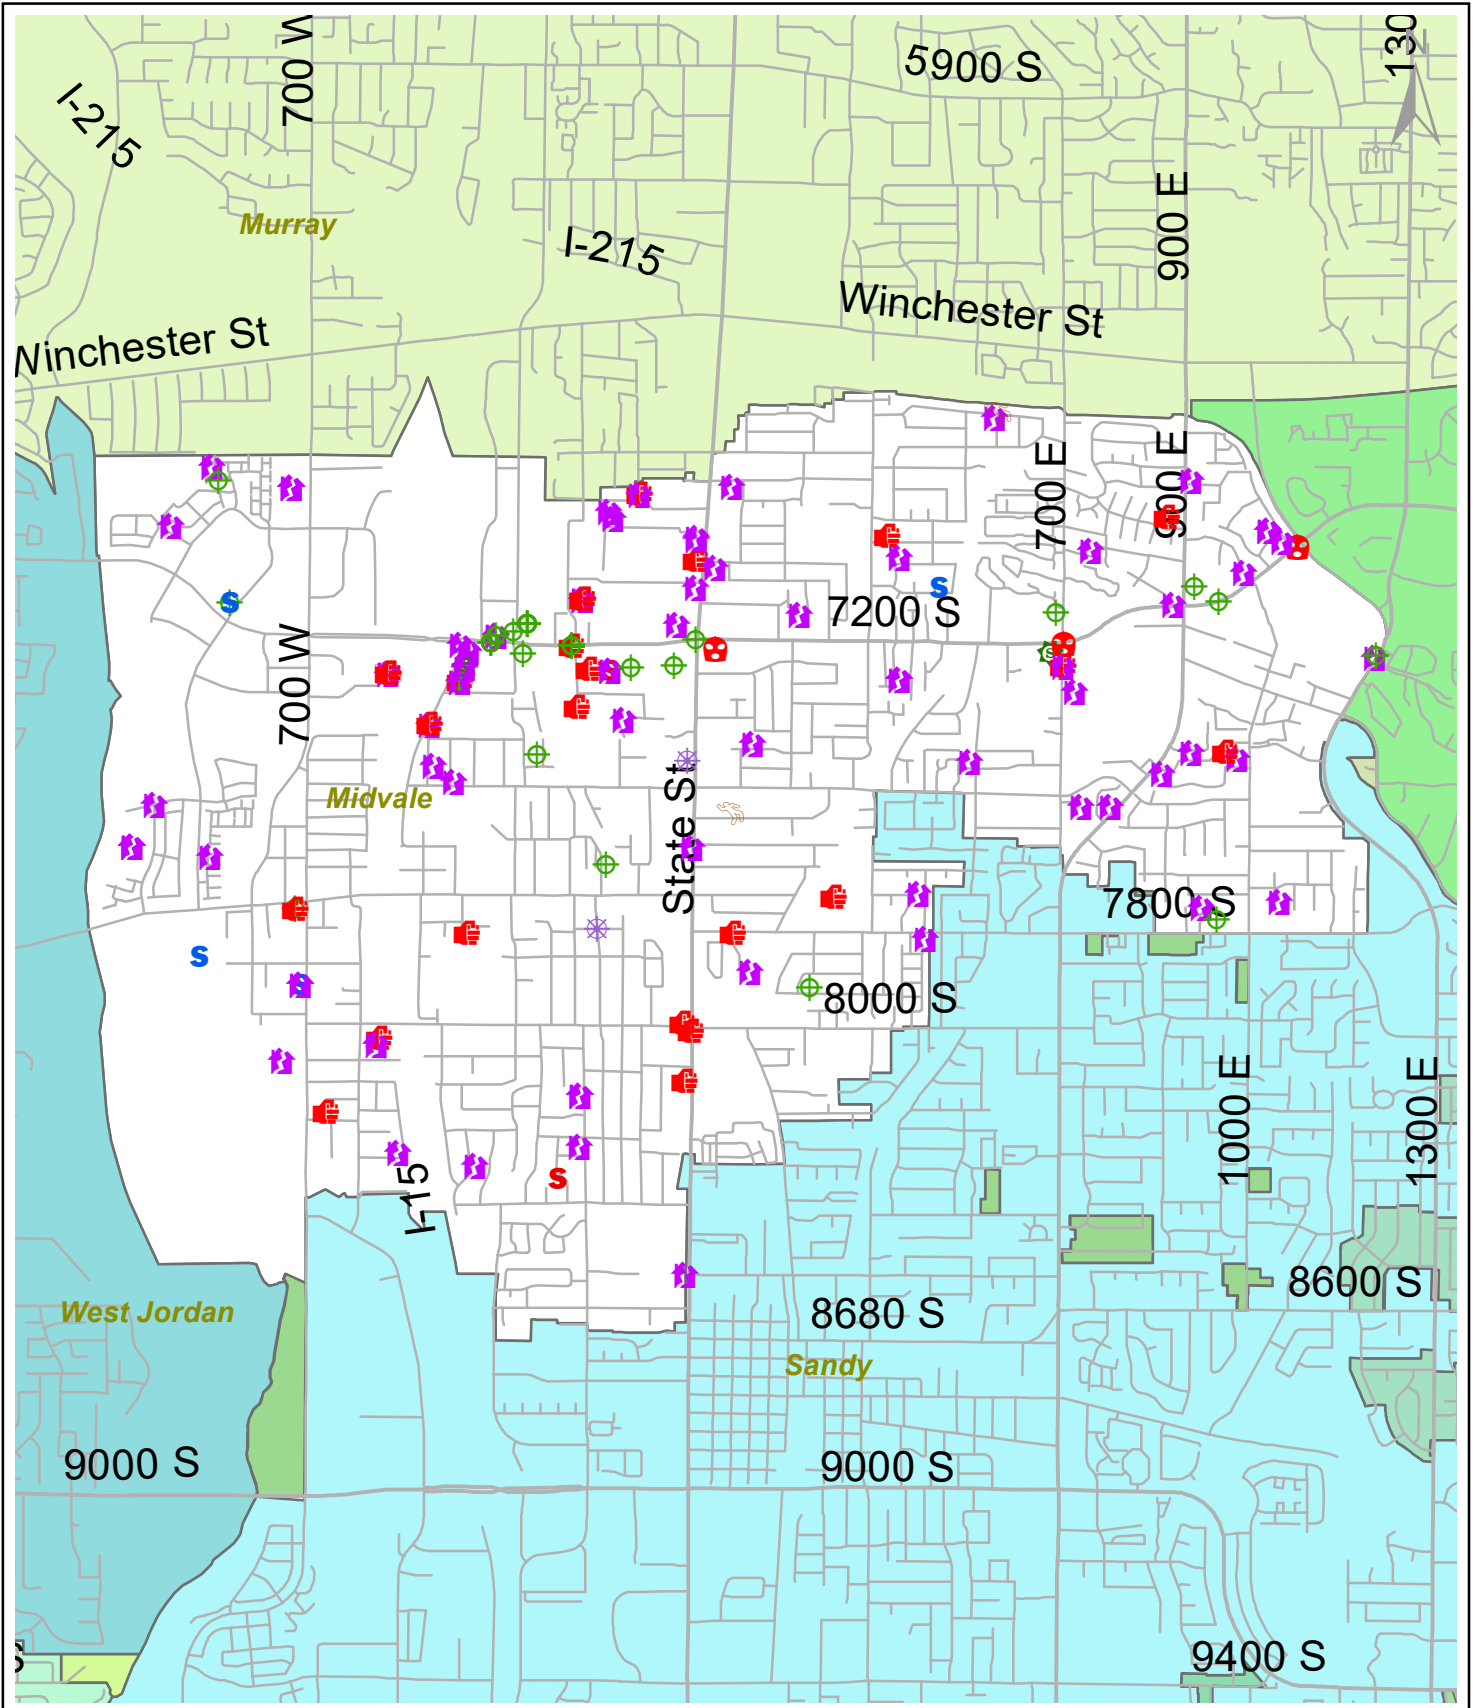 700 W
5900 S
130
N
I-215
Murray
900 E
I-215
Winchester St
Winchester St
700 E
900 E
7200 S
700 W
Midvale
State St
7800 S
8000 S
1000 E
1300 E
I-15
8600 S
West Jordan
8680 S
Sandy
9000 S
9000 S
9400 S
S